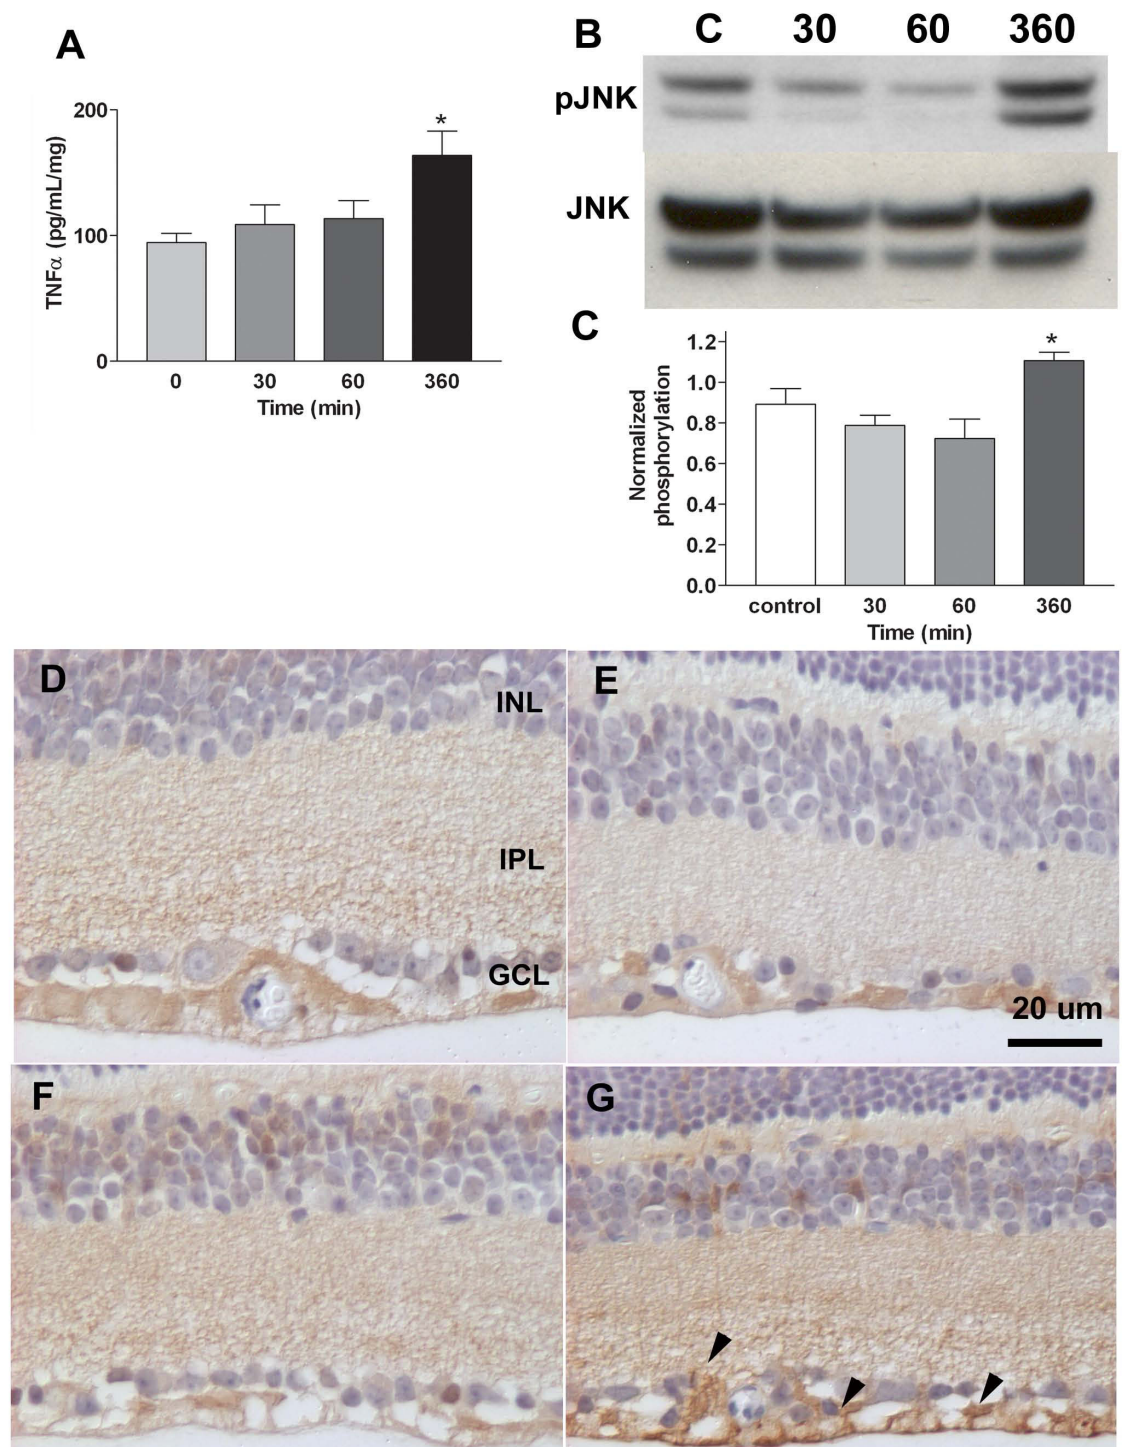 A
200
100
0
TNFα (pg/mL/mg)
*
0 30 60 360
Time (min)
B
C 30 60 360
pJNK
JNK
C
1.2
1.0
0.8
0.6
0.4
0.2
0.0
Normalized
phosphorylation
*
control 30 60 360
Time (min)
D
INL
IPL
GCL
E
20 um
F
G